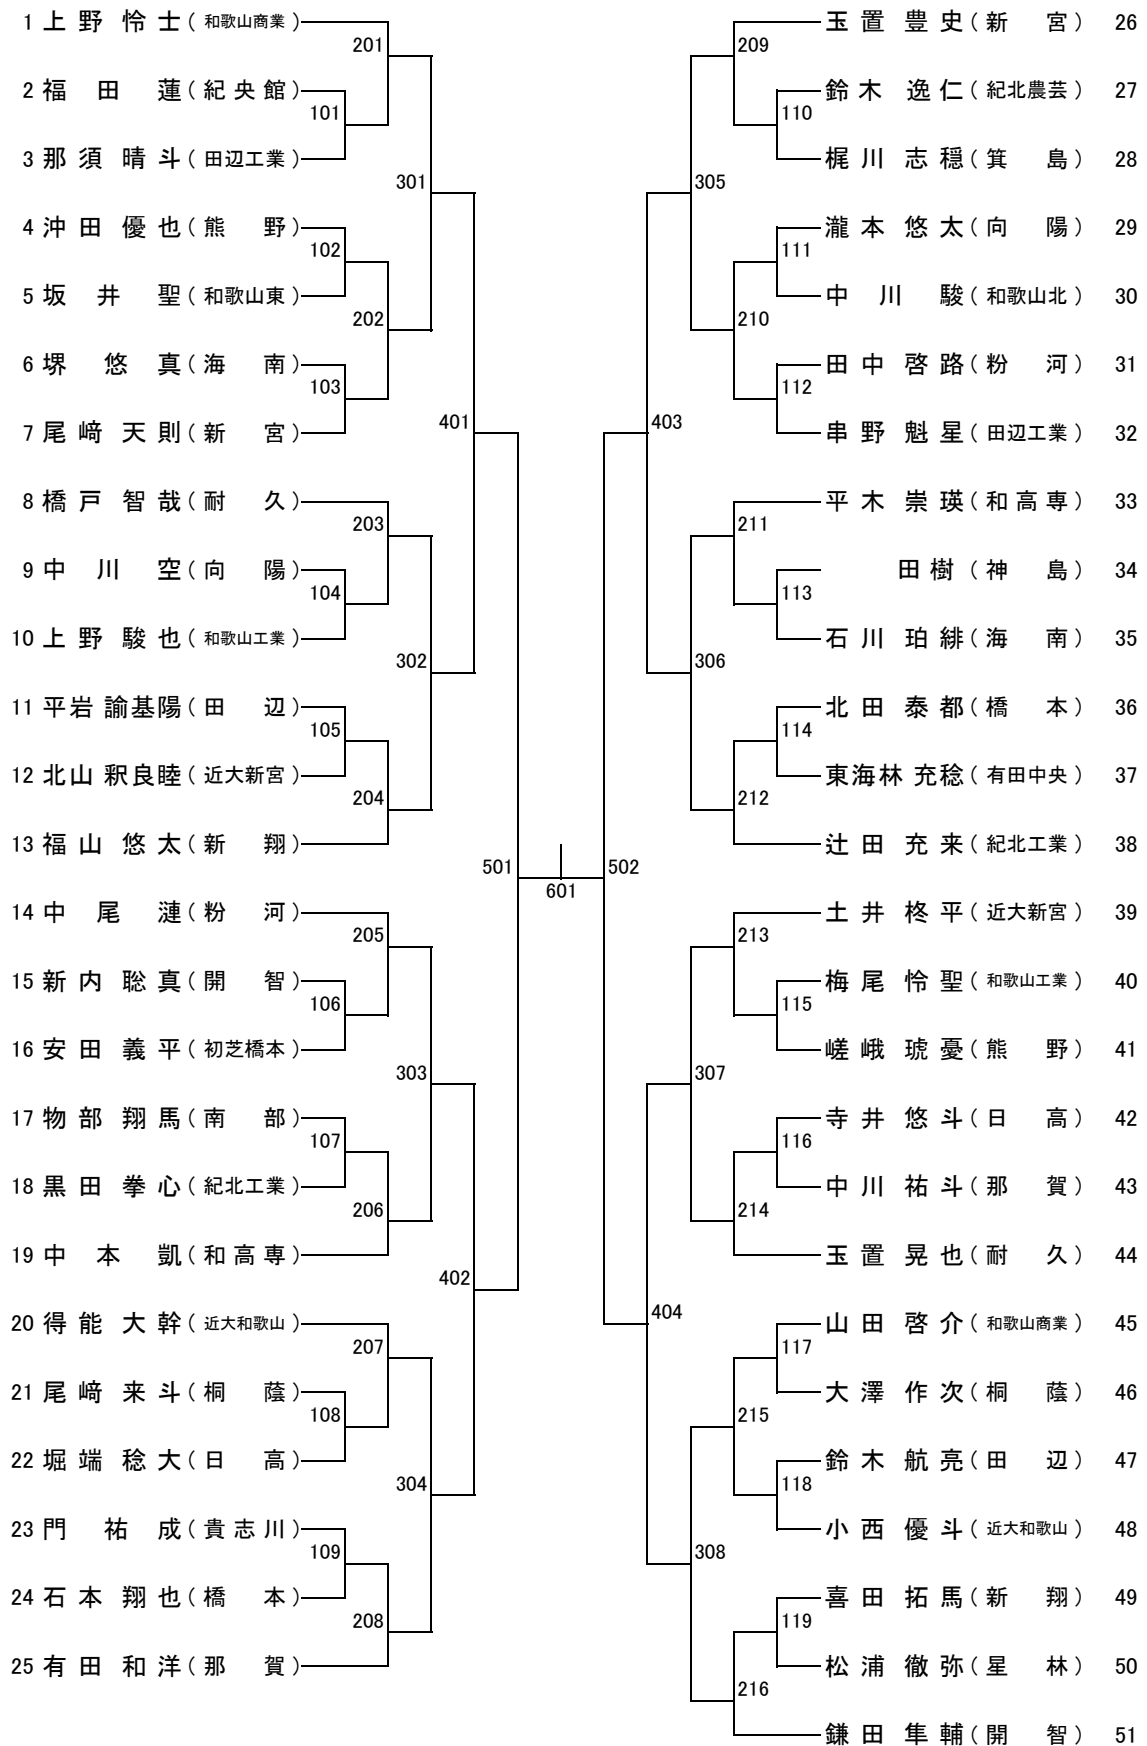 1 上野 怜士（和歌山商業）
201
2 福田 蓮（紀央館）
101
3 那須 晴斗（田辺工業）
301
4 沖田 優也（熊野）
102
5 坂井 聖（和歌山東）
202
6 堺 悠真（海南）
103
7 尾﨑 天則（新宮）
401
8 橋戸 智哉（耐久）
203
9 中川 空（向陽）
104
10 上野 駿也（和歌山工業）
302
11 平岩 諭基陽（田辺）
105
12 北山 釈良睦（近大新宮）
204
13 福山 悠太（新翔）
501
14 中尾 漣（粉河）
205
15 新内 聡真（開智）
106
16 安田 義平（初芝橋本）
303
17 物部 翔馬（南部）
107
18 黒田 拳心（紀北工業）
206
19 中本 凱（和高専）
402
20 得能 大幹（近大和歌山）
207
21 尾﨑 来斗（桐蔭）
108
22 堀端 稔大（日高）
304
23 門 祐成（貴志川）
109
24 石本 翔也（橋本）
208
25 有田 和洋（那賀）
601
玉置 豊史（新宮） 26
209
鈴木 逸仁（紀北農芸） 27
110
梶川 志穏（箕島） 28
305
瀧本 悠太（向陽） 29
111
中川 駿（和歌山北） 30
210
田中 啓路（粉河） 31
112
串野 魁星（田辺工業） 32
403
平木 崇瑛（和高専） 33
211
田樹（神島） 34
113
石川 珀緋（海南） 35
306
北田 泰都（橋本） 36
114
東海林 充稔（有田中央） 37
212
辻田 充来（紀北工業） 38
502
土井 柊平（近大新宮） 39
213
梅尾 怜聖（和歌山工業） 40
115
嵯峨 琥憂（熊野） 41
307
寺井 悠斗（日高） 42
116
中川 祐斗（那賀） 43
214
玉置 晃也（耐久） 44
404
山田 啓介（和歌山商業） 45
117
大澤 作次（桐蔭） 46
215
鈴木 航亮（田辺） 47
118
小西 優斗（近大和歌山） 48
308
喜田 拓馬（新翔） 49
119
松浦 徹弥（星林） 50
216
鎌田 隼輔（開智） 51